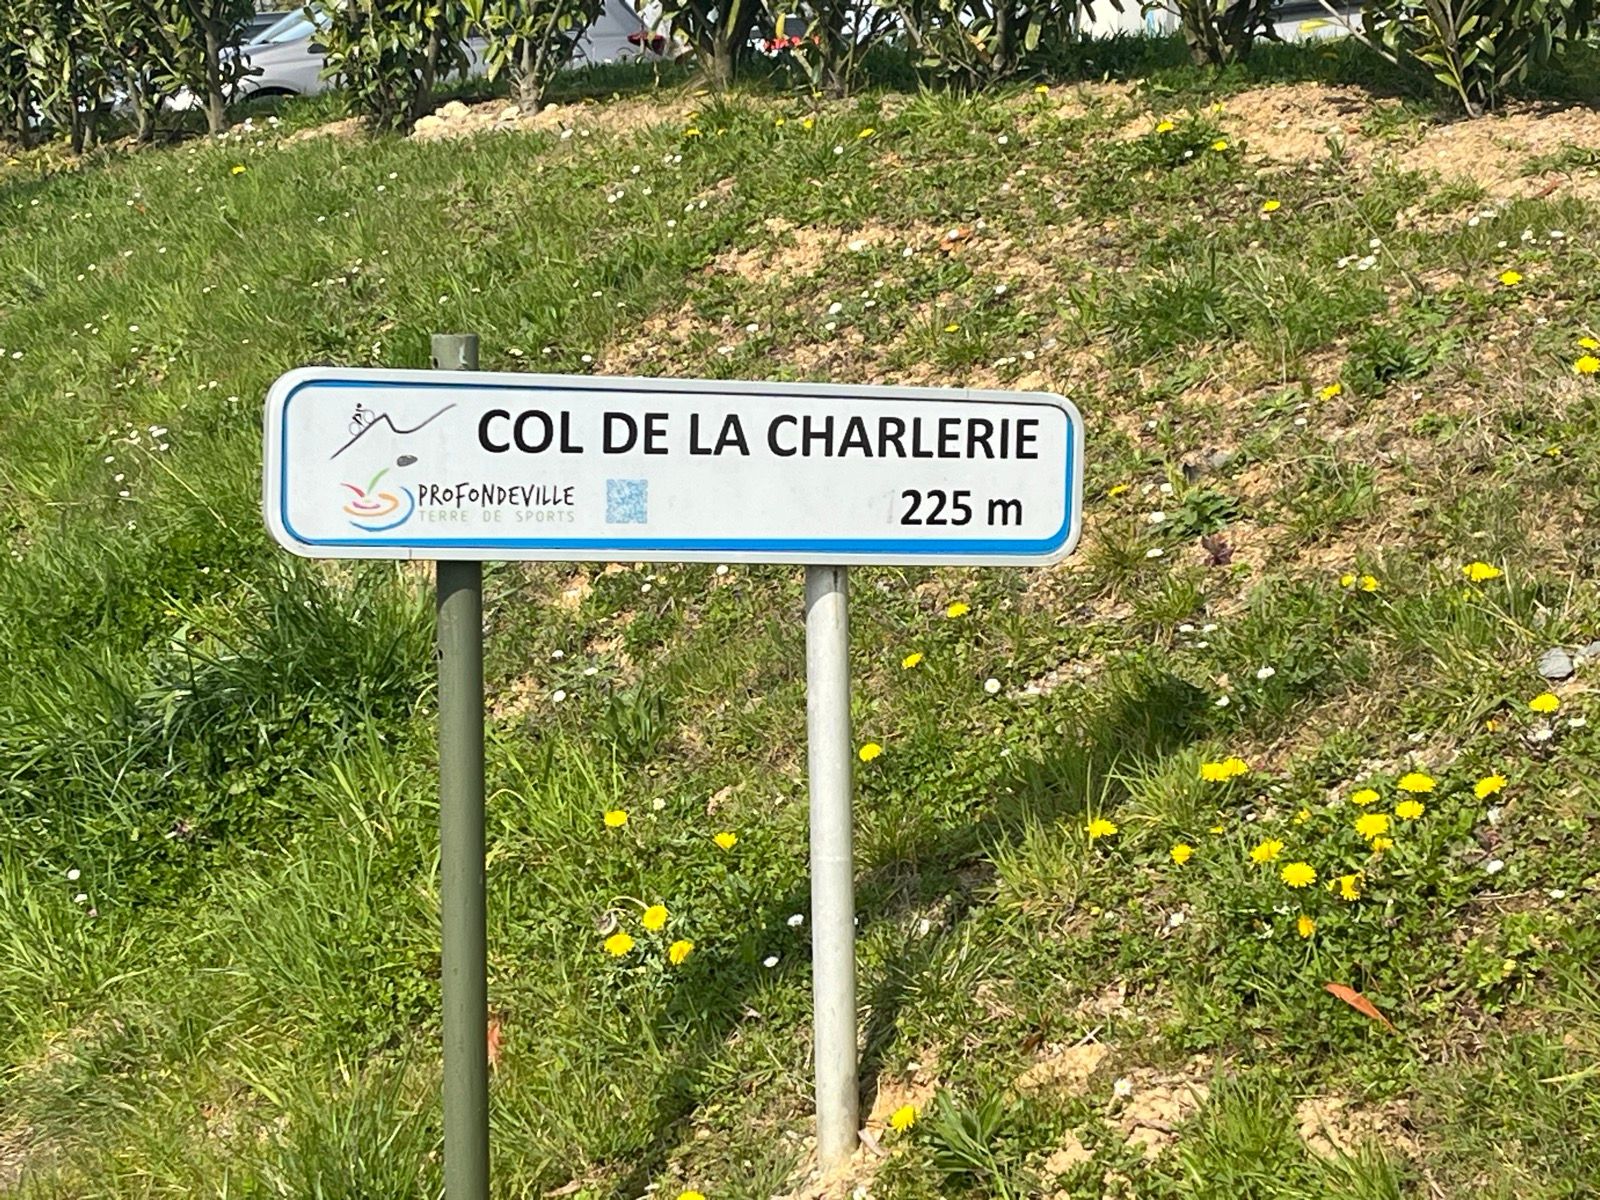 COL DE LA CHARLERIE
PROFONDEVILLE
TERRE DE SPORTS
225 m